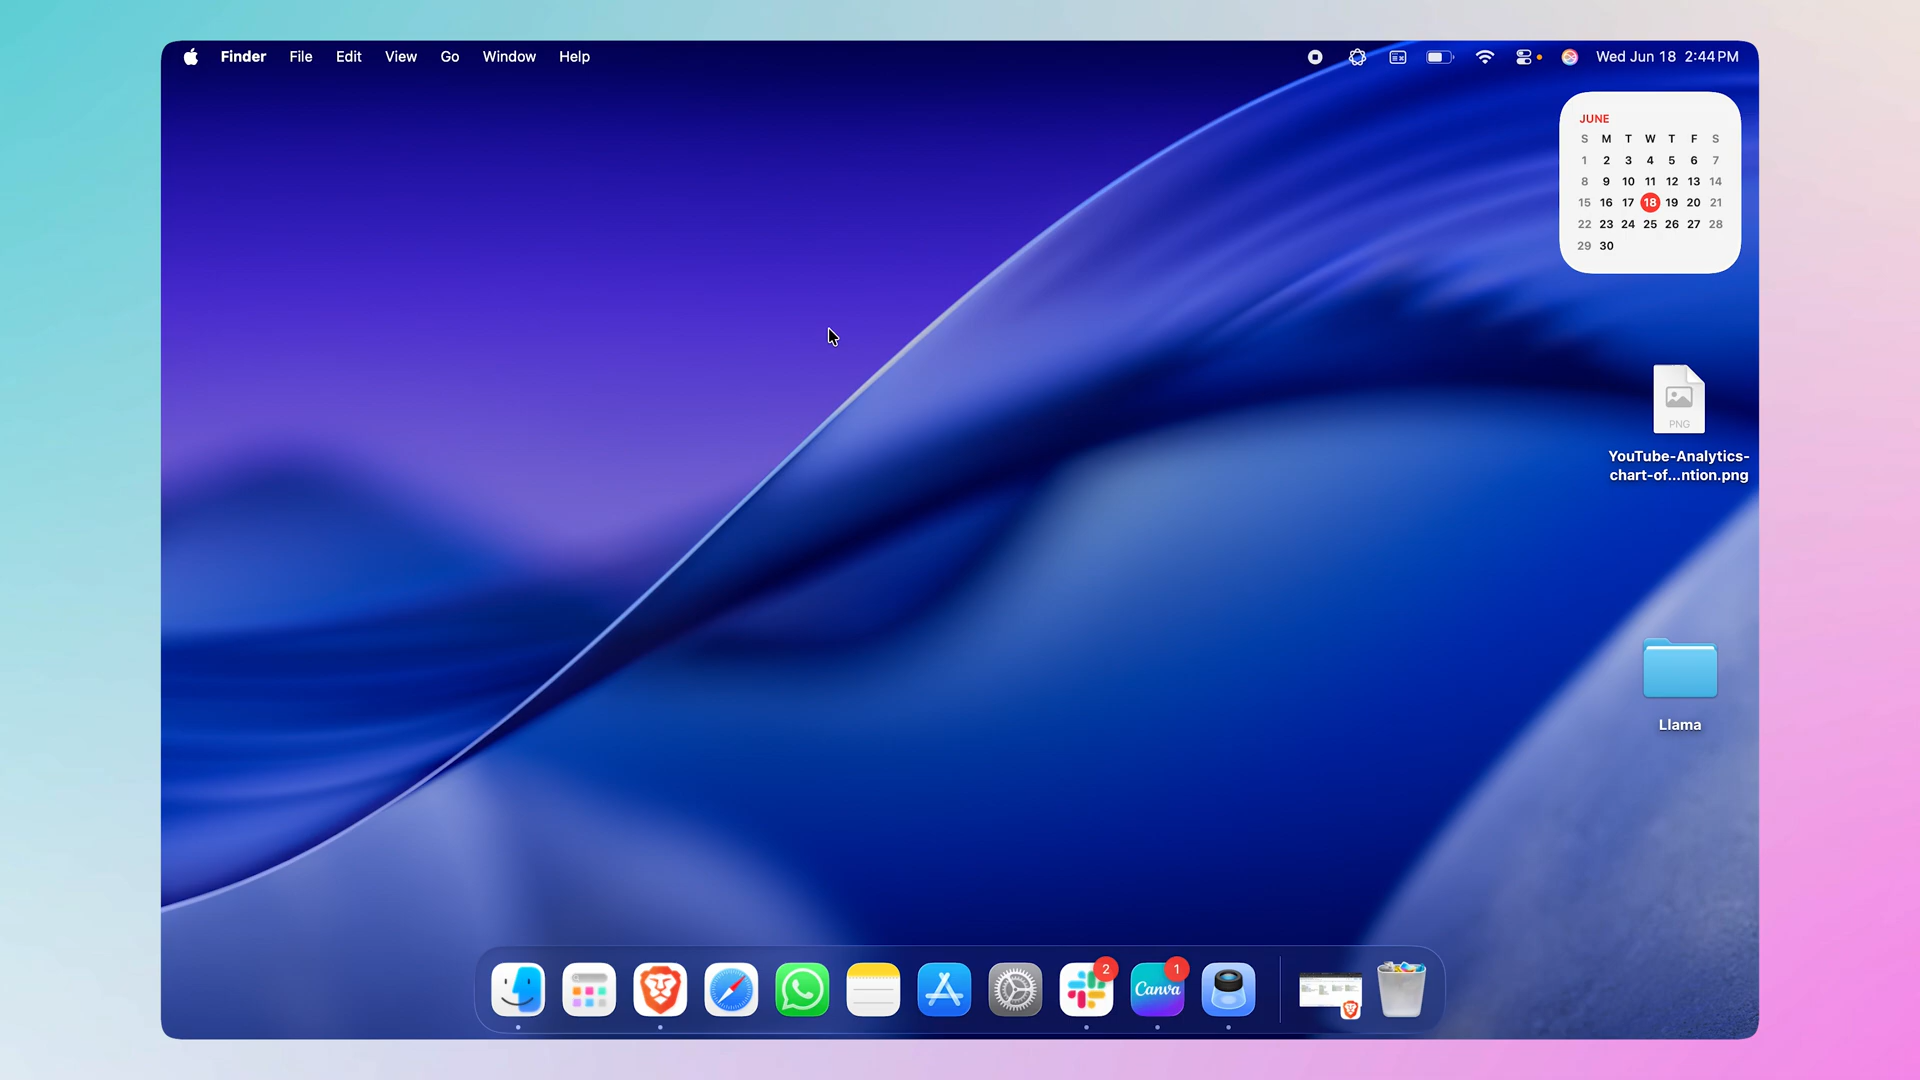 Finder File Edit View Go Window Help Wed Jun 18 2:44 PM
JUNE
S M T W T F S
1 2 3 4 5 6 7
8 9 10 11 12 13 14
15 16 17 18 19 20 21
22 23 24 25 26 27 28
29 30
PNG
YouTube-Analytics-
chart-of...ntion.png
Llama
2
1
Canva